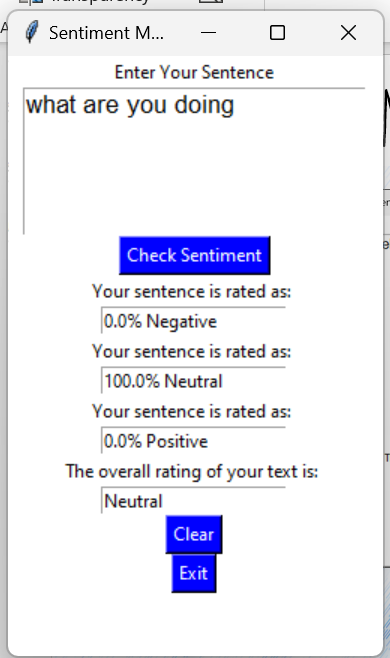 Transparency
Sentiment M...
Enter Your Sentence
what are you doing
Check Sentiment
Your sentence is rated as:
0.0% Negative
Your sentence is rated as:
100.0% Neutral
Your sentence is rated as:
0.0% Positive
The overall rating of your text is:
Neutral
Clear
Exit